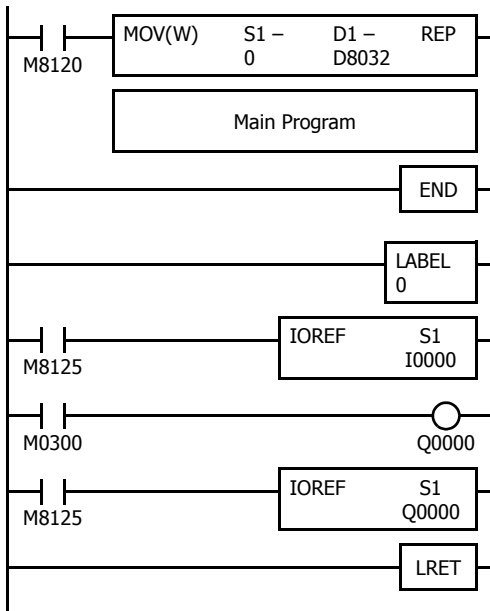 MOV(W) S1 – D1 – REP
0 D8032
M8120
Main Program
END
LABEL
0
IOREF S1
I0000
M8125
M0300
Q0000
IOREF S1
Q0000
M8125
LRET